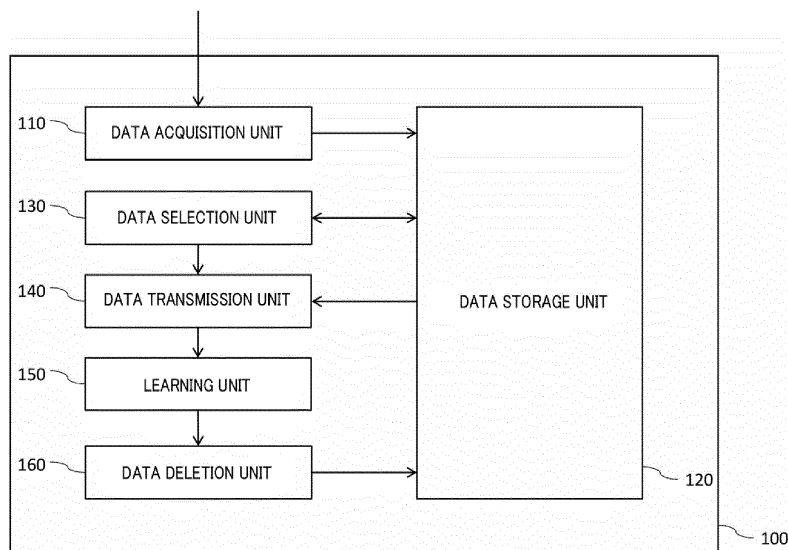 110
DATA ACQUISITION UNIT
130
DATA SELECTION UNIT
140
DATA TRANSMISSION UNIT
DATA STORAGE UNIT
150
LEARNING UNIT
160
DATA DELETION UNIT
120
100